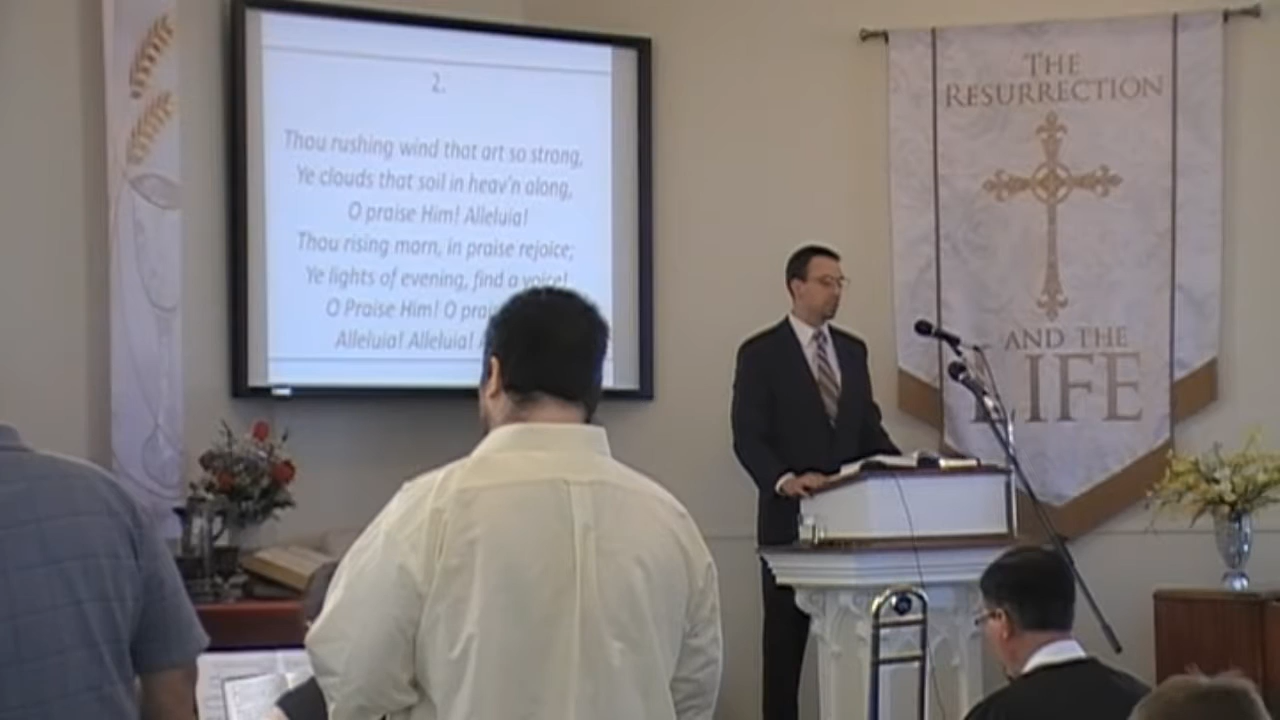 2.
Thou rushing wind that art so strong,
Ye clouds that soil in heav'n along,
O praise Him! Alleluia!
Thou rising morn, in praise rejoice;
Ye lights of evening, find a voice!
O Praise Him! O prai
Alleluia! Alleluia!
THE
RESURRECTION
AND THE
LIFE